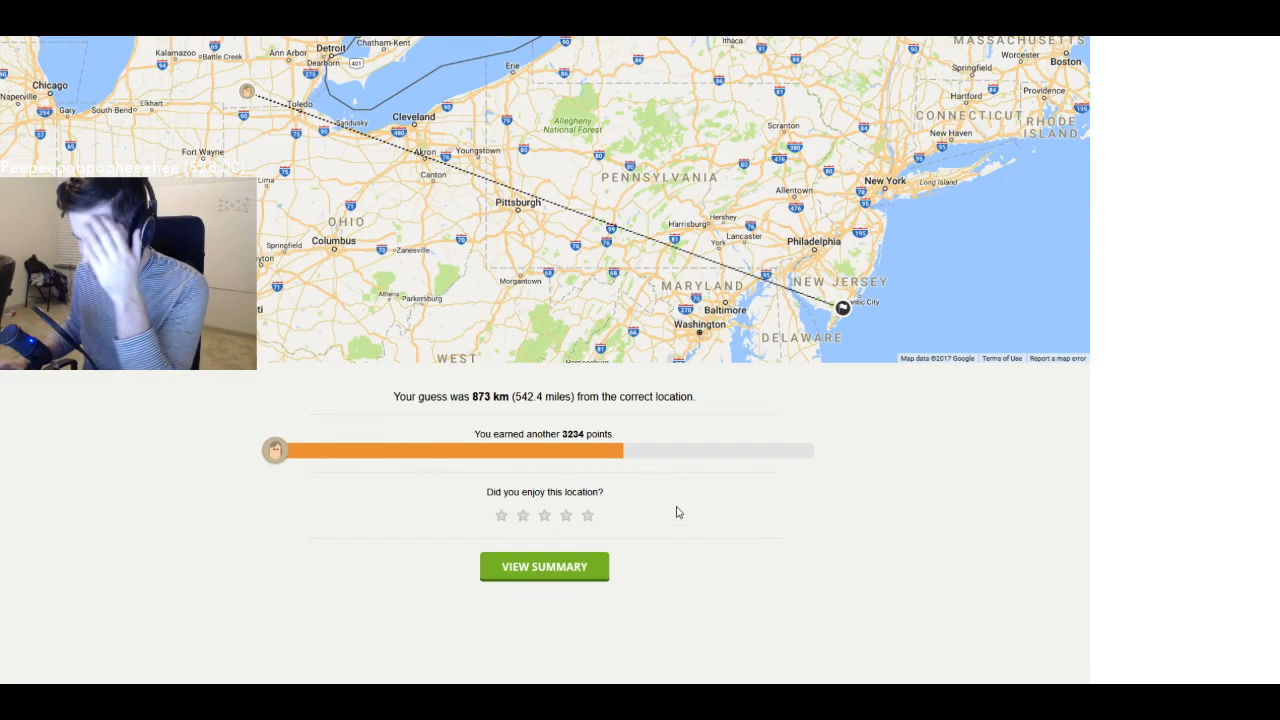 MASSACHUSETTS
Ithaca
Chatham-Kent
Detroit
Ann Arbor
Kalamazoo
Battle Creek
Dearborn
401
Worcester
Boston
Springfield
Erie
Chicago
Naperville
Gary
South Bend
Elkhart
Toledo
Sandusky
Cleveland
Allegheny
National Forest
Scranton
Hartford
Providence
CONNECTICUT
RHODE
ISLAND
New Haven
Fort Wayne
Akron
Youngstown
Canton
Lima
PENNSYLVANIA
Allentown
New York
Long Island
Pittsburgh
OHIO
Harrisburg
Hershey
Lancaster
York
Philadelphia
Springfield
Columbus
Zanesville
Morgantown
MARYLAND
NEW JERSEY
Athens
Parkersburg
Baltimore
Washington
DELAWARE
WEST
Map data ©2017 Google
Terms of Use
Report a map error
Your guess was 873 km (542.4 miles) from the correct location.
You earned another 3234 points.
Did you enjoy this location?
VIEW SUMMARY